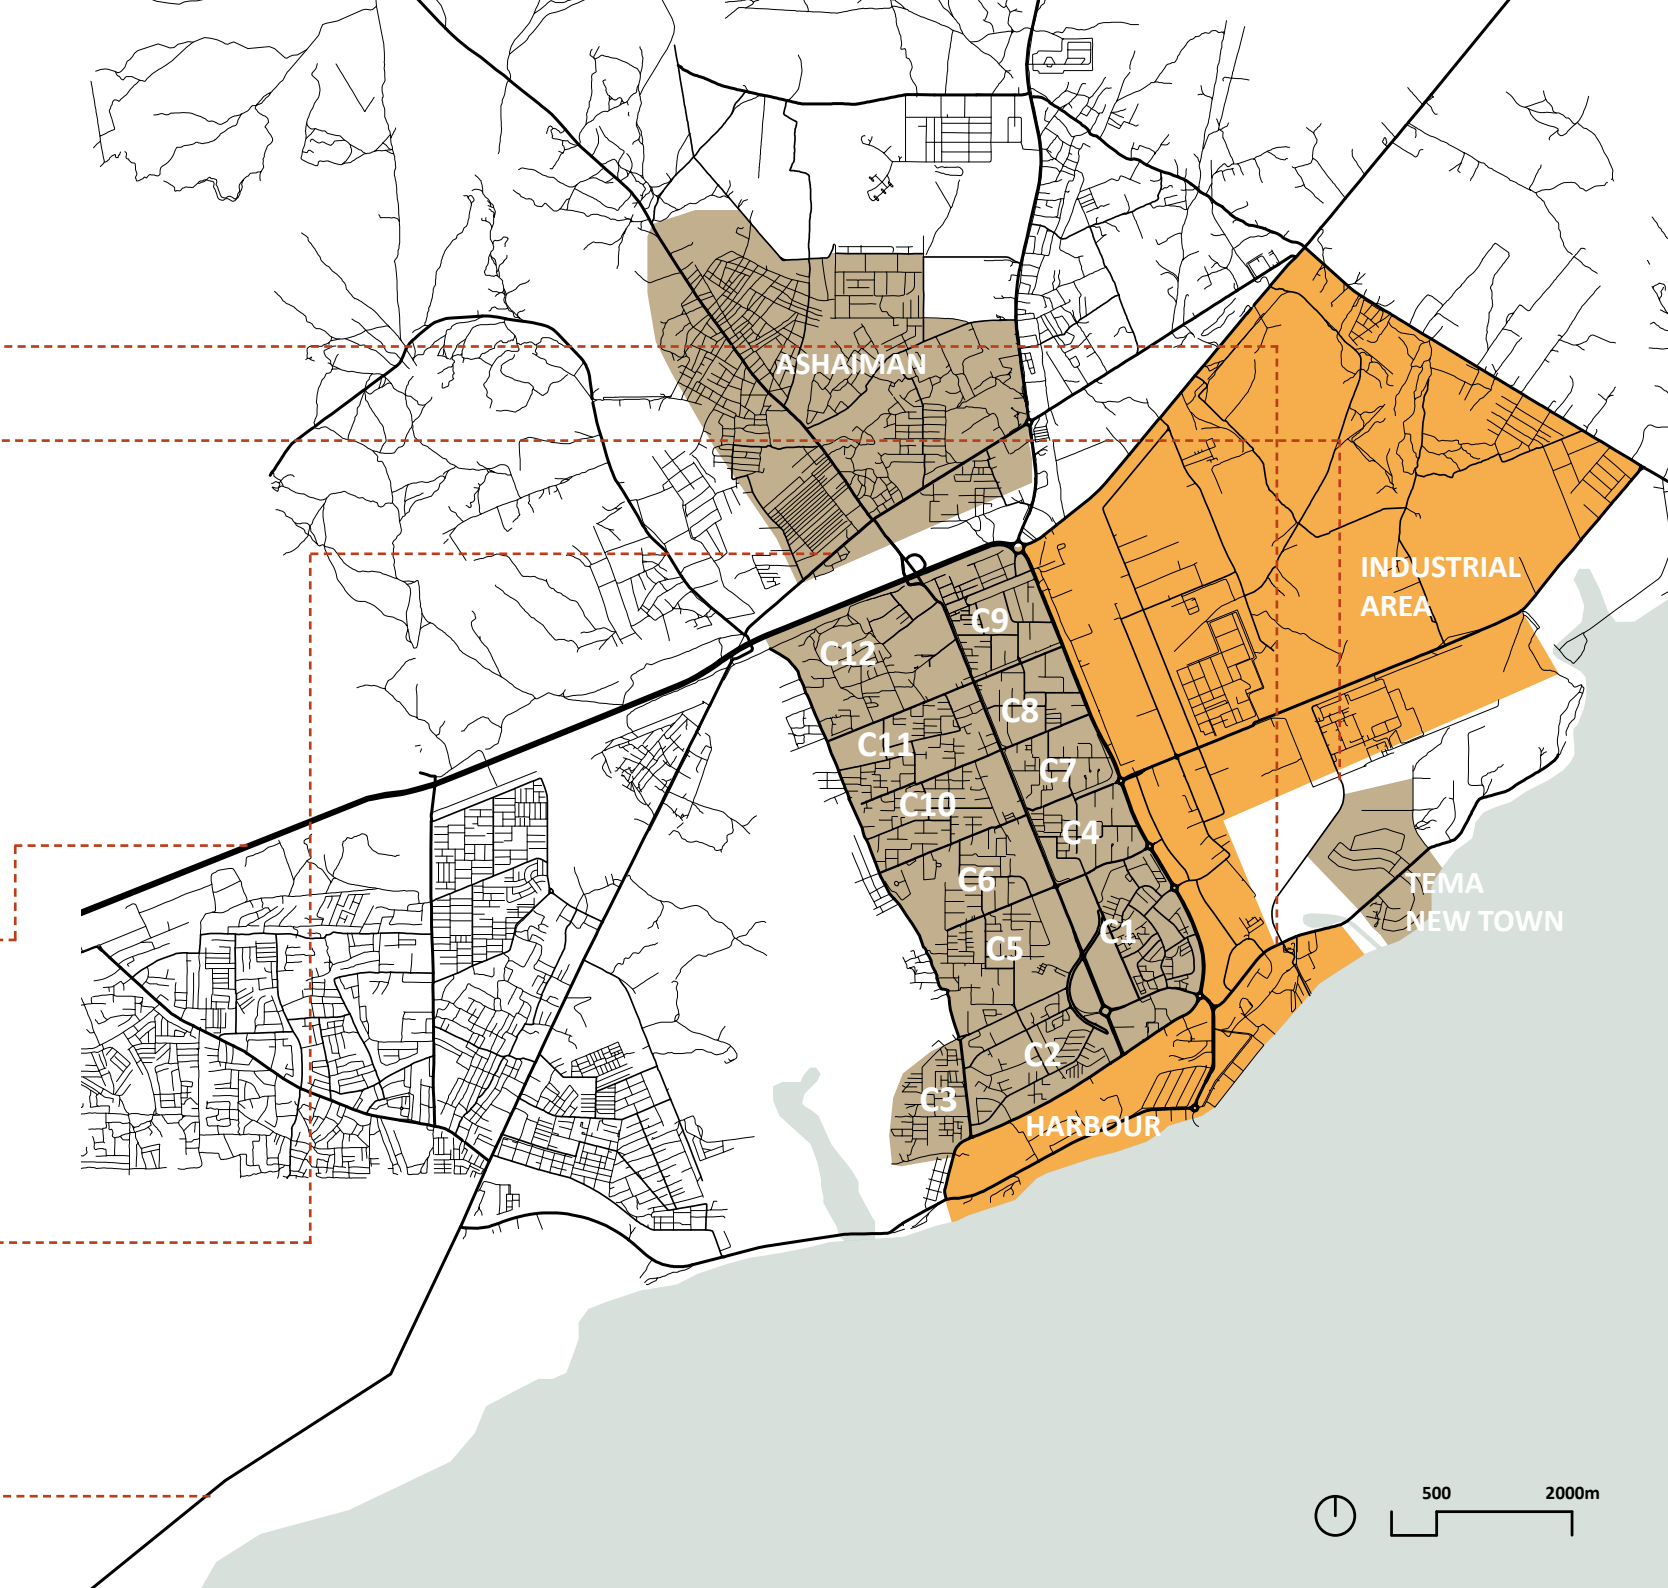 ASHAIMAN
INDUSTRIAL
AREA
C9
C12
C8
C11
C7
C10
C4
C6
TEMA
NEW TOWN
C1
C5
C2
C3
HARBOUR
500 2000m